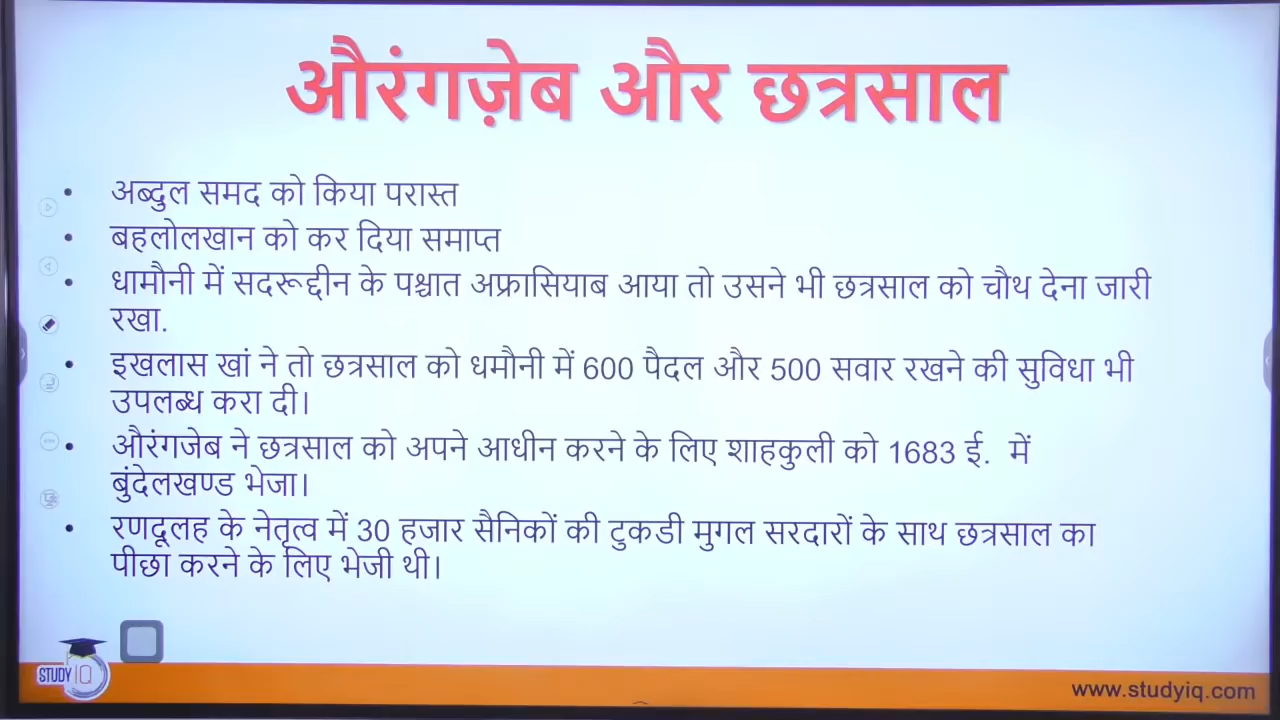 औरंगज़ेब और छत्रसाल
• अब्दुल समद को किया परास्त
• बहलोलखान को कर दिया समाप्त
• धामौनी में सदरूद्दीन के पश्चात अफ्रासियाब आया तो उसने भी छत्रसाल को चौथ देना जारी
रखा.
• इखलास खां ने तो छत्रसाल को धमौनी में 600 पैदल और 500 सवार रखने की सुविधा भी
उपलब्ध करा दी।
• औरंगजेब ने छत्रसाल को अपने आधीन करने के लिए शाहकुली को 1683 ई. में
बुंदेलखण्ड भेजा।
• रणदूलह के नेतृत्व में 30 हजार सैनिकों की टुकडी मुगल सरदारों के साथ छत्रसाल का
पीछा करने के लिए भेजी थी।
STUDY IQ
www.studyiq.com